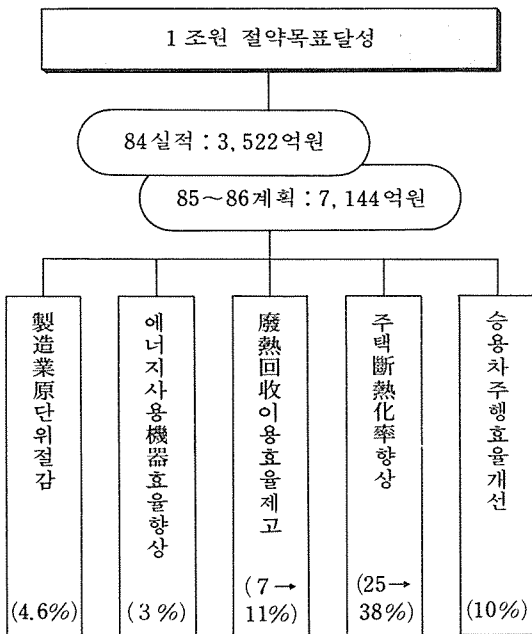 1조원 절약목표달성
84실적 : 3,522억원
85～86계획 : 7,144억원
製造業原단위절감
(4.6%)
에너지사용機器효율향상
(3%)
廢熱回收이용효율제고
(7→
11%)
주택斷熱化率향상
(25→
38%)
승용차주행효율개선
(10%)